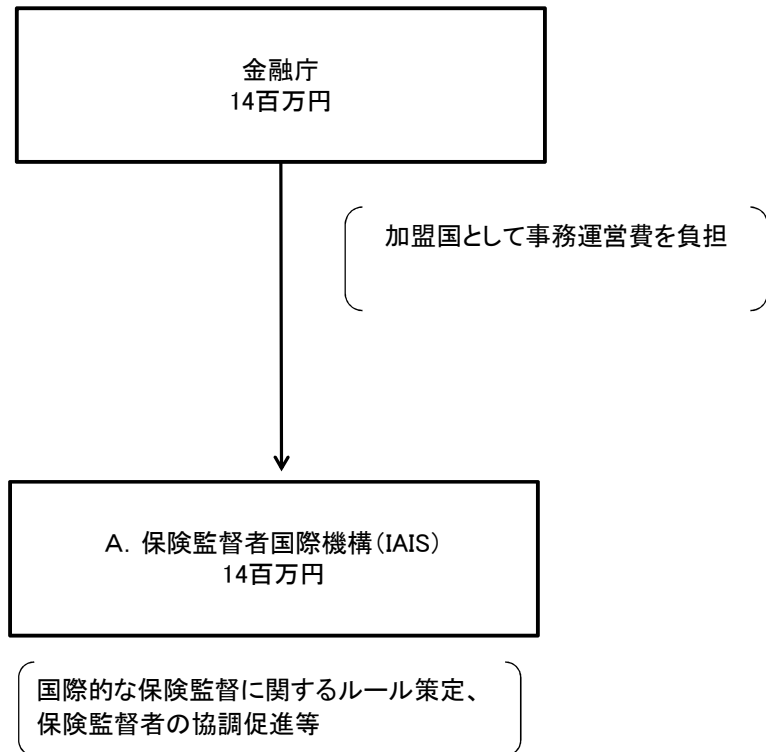 金融庁
14百万円
加盟国として事務運営費を負担
A. 保険監督者国際機構(IAIS)
14百万円
国際的な保険監督に関するルール策定、
保険監督者の協調促進等